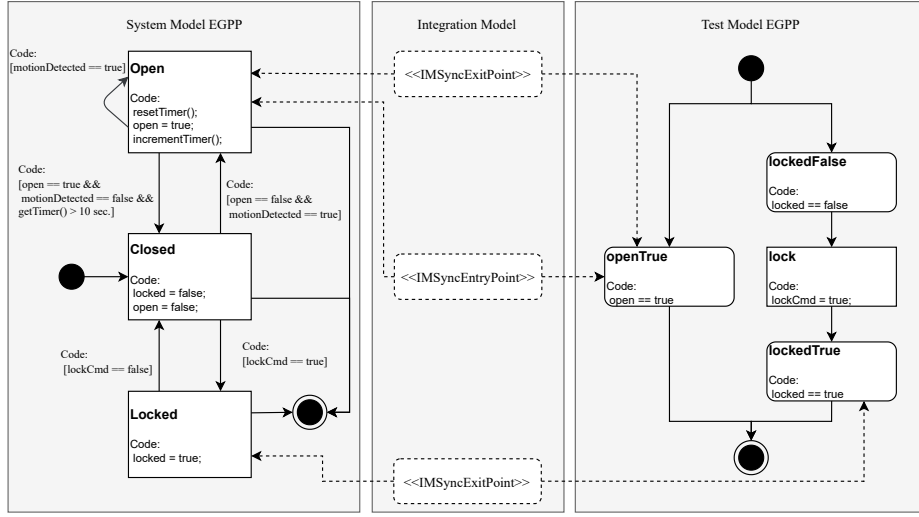 System Model EGPP
Integration Model
Test Model EGPP
Code:
[motionDetected == true]
Open
Code:
resetTimer();
open = true;
incrementTimer();
Code:
[open == true &&
motionDetected == false &&
getTimer() > 10 sec.]
Code:
[open == false &&
motionDetected == true]
Closed
Code:
locked = false;
open = false;
Code:
[lockCmd == false]
Code:
[lockCmd == true]
Locked
Code:
locked = true;
<<IMSyncExitPoint>>
<<IMSyncEntryPoint>>
<<IMSyncExitPoint>>
openTrue
Code:
open == true
lockedFalse
Code:
locked == false
lock
Code:
lockCmd = true;
lockedTrue
Code:
locked == true